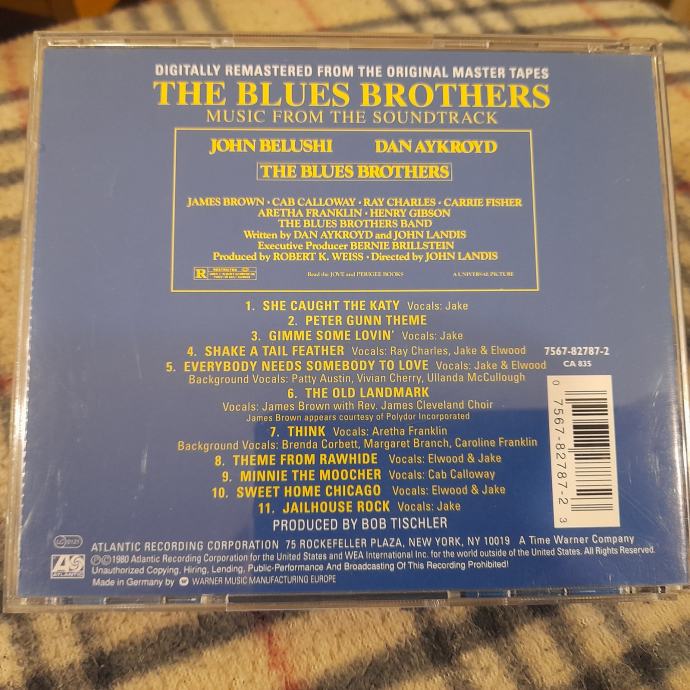 DIGITALLY REMASTERED FROM THE ORIGINAL MASTER TAPES
THE BLUES BROTHERS
MUSIC FROM THE SOUNDTRACK
JOHN BELUSHI DAN AYKROYD
THE BLUES BROTHERS
JAMES BROWN · CAB CALLOWAY · RAY CHARLES · CARRIE FISHER
ARETHA FRANKLIN · HENRY GIBSON
THE BLUES BROTHERS BAND
Written by DAN AYKROYD and JOHN LANDIS
Executive Producer BERNIE BRILLSTEIN
Produced by ROBERT K. WEISS · Directed by JOHN LANDIS
R RESTRICTED
Read the JOVE and PERIGEE BOOKS
A UNIVERSAL PICTURE
1. SHE CAUGHT THE KATY Vocals: Jake
2. PETER GUNN THEME
3. GIMME SOME LOVIN' Vocals: Jake
4. SHAKE A TAIL FEATHER Vocals: Ray Charles, Jake & Elwood
7567-82787-2
CA 835
5. EVERYBODY NEEDS SOMEBODY TO LOVE Vocals: Jake & Elwood
Background Vocals: Patty Austin, Vivian Cherry, Ullanda McCullough
6. THE OLD LANDMARK
Vocals: James Brown with Rev. James Cleveland Choir
James Brown appears courtesy of Polydor Incorporated
7. THINK Vocals: Aretha Franklin
Background Vocals: Brenda Corbett, Margaret Branch, Caroline Franklin
8. THEME FROM RAWHIDE Vocals: Elwood & Jake
9. MINNIE THE MOOCHER Vocals: Cab Calloway
10. SWEET HOME CHICAGO Vocals: Elwood & Jake
11. JAILHOUSE ROCK Vocals: Jake
0 7567-82787-2 3
PRODUCED BY BOB TISCHLER
LC 0121
ATLANTIC RECORDING CORPORATION 75 ROCKEFELLER PLAZA, NEW YORK, NY 10019 A Time Warner Company
ATLANTIC
℗©1980 Atlantic Recording Corporation for the United States and WEA International Inc. for the world outside of the United States. All Rights Reserved.
Unauthorized Copying, Hiring, Lending, Public-Performance And Broadcasting Of This Recording Prohibited!
Made in Germany by WARNER MUSIC MANUFACTURING EUROPE